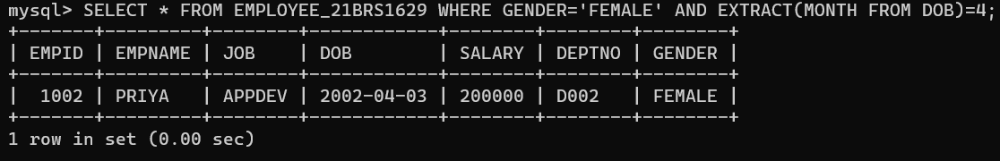 mysql> SELECT * FROM EMPLOYEE_21BRS1629 WHERE GENDER='FEMALE' AND EXTRACT(MONTH FROM DOB)=4;
+-------+---------+--------+------------+--------+--------+--------+
| EMPID | EMPNAME | JOB    | DOB        | SALARY | DEPTNO | GENDER |
+-------+---------+--------+------------+--------+--------+--------+
|  1002 | PRIYA   | APPDEV | 2002-04-03 | 200000 | D002   | FEMALE |
+-------+---------+--------+------------+--------+--------+--------+
1 row in set (0.00 sec)